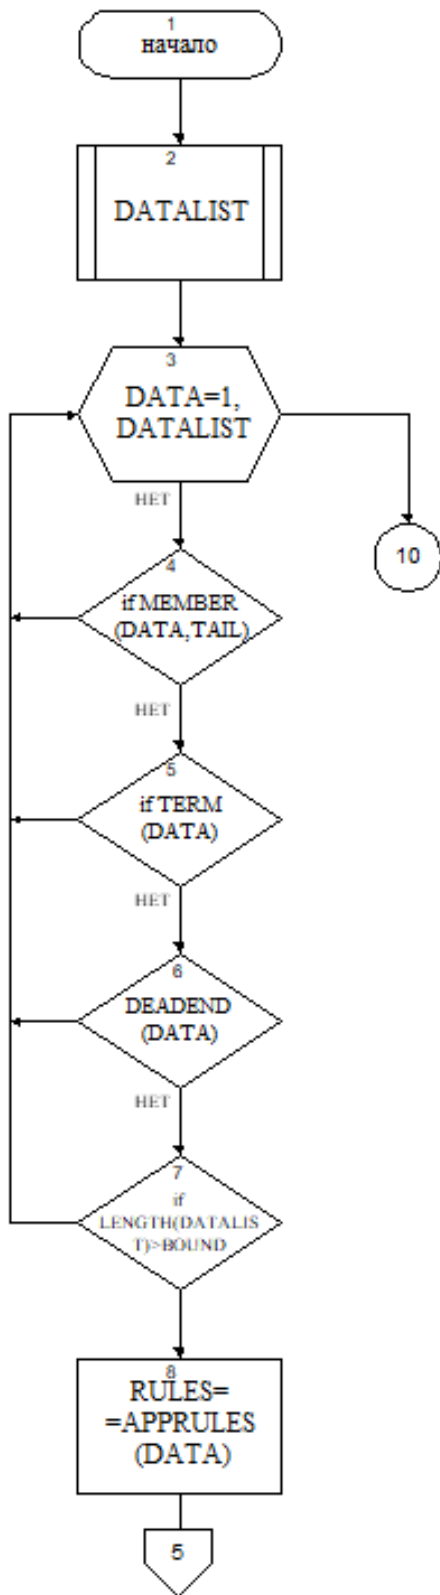 1
начало
2
DATALIST
3
DATA=1,
DATALIST
НЕТ
10
4
if MEMBER
(DATA,TAIL)
НЕТ
5
if TERM
(DATA)
НЕТ
6
DEADEND
(DATA)
НЕТ
7
if
LENGTH(DATALIS
T)>BOUND
8
RULES=
=APPRULES
(DATA)
5